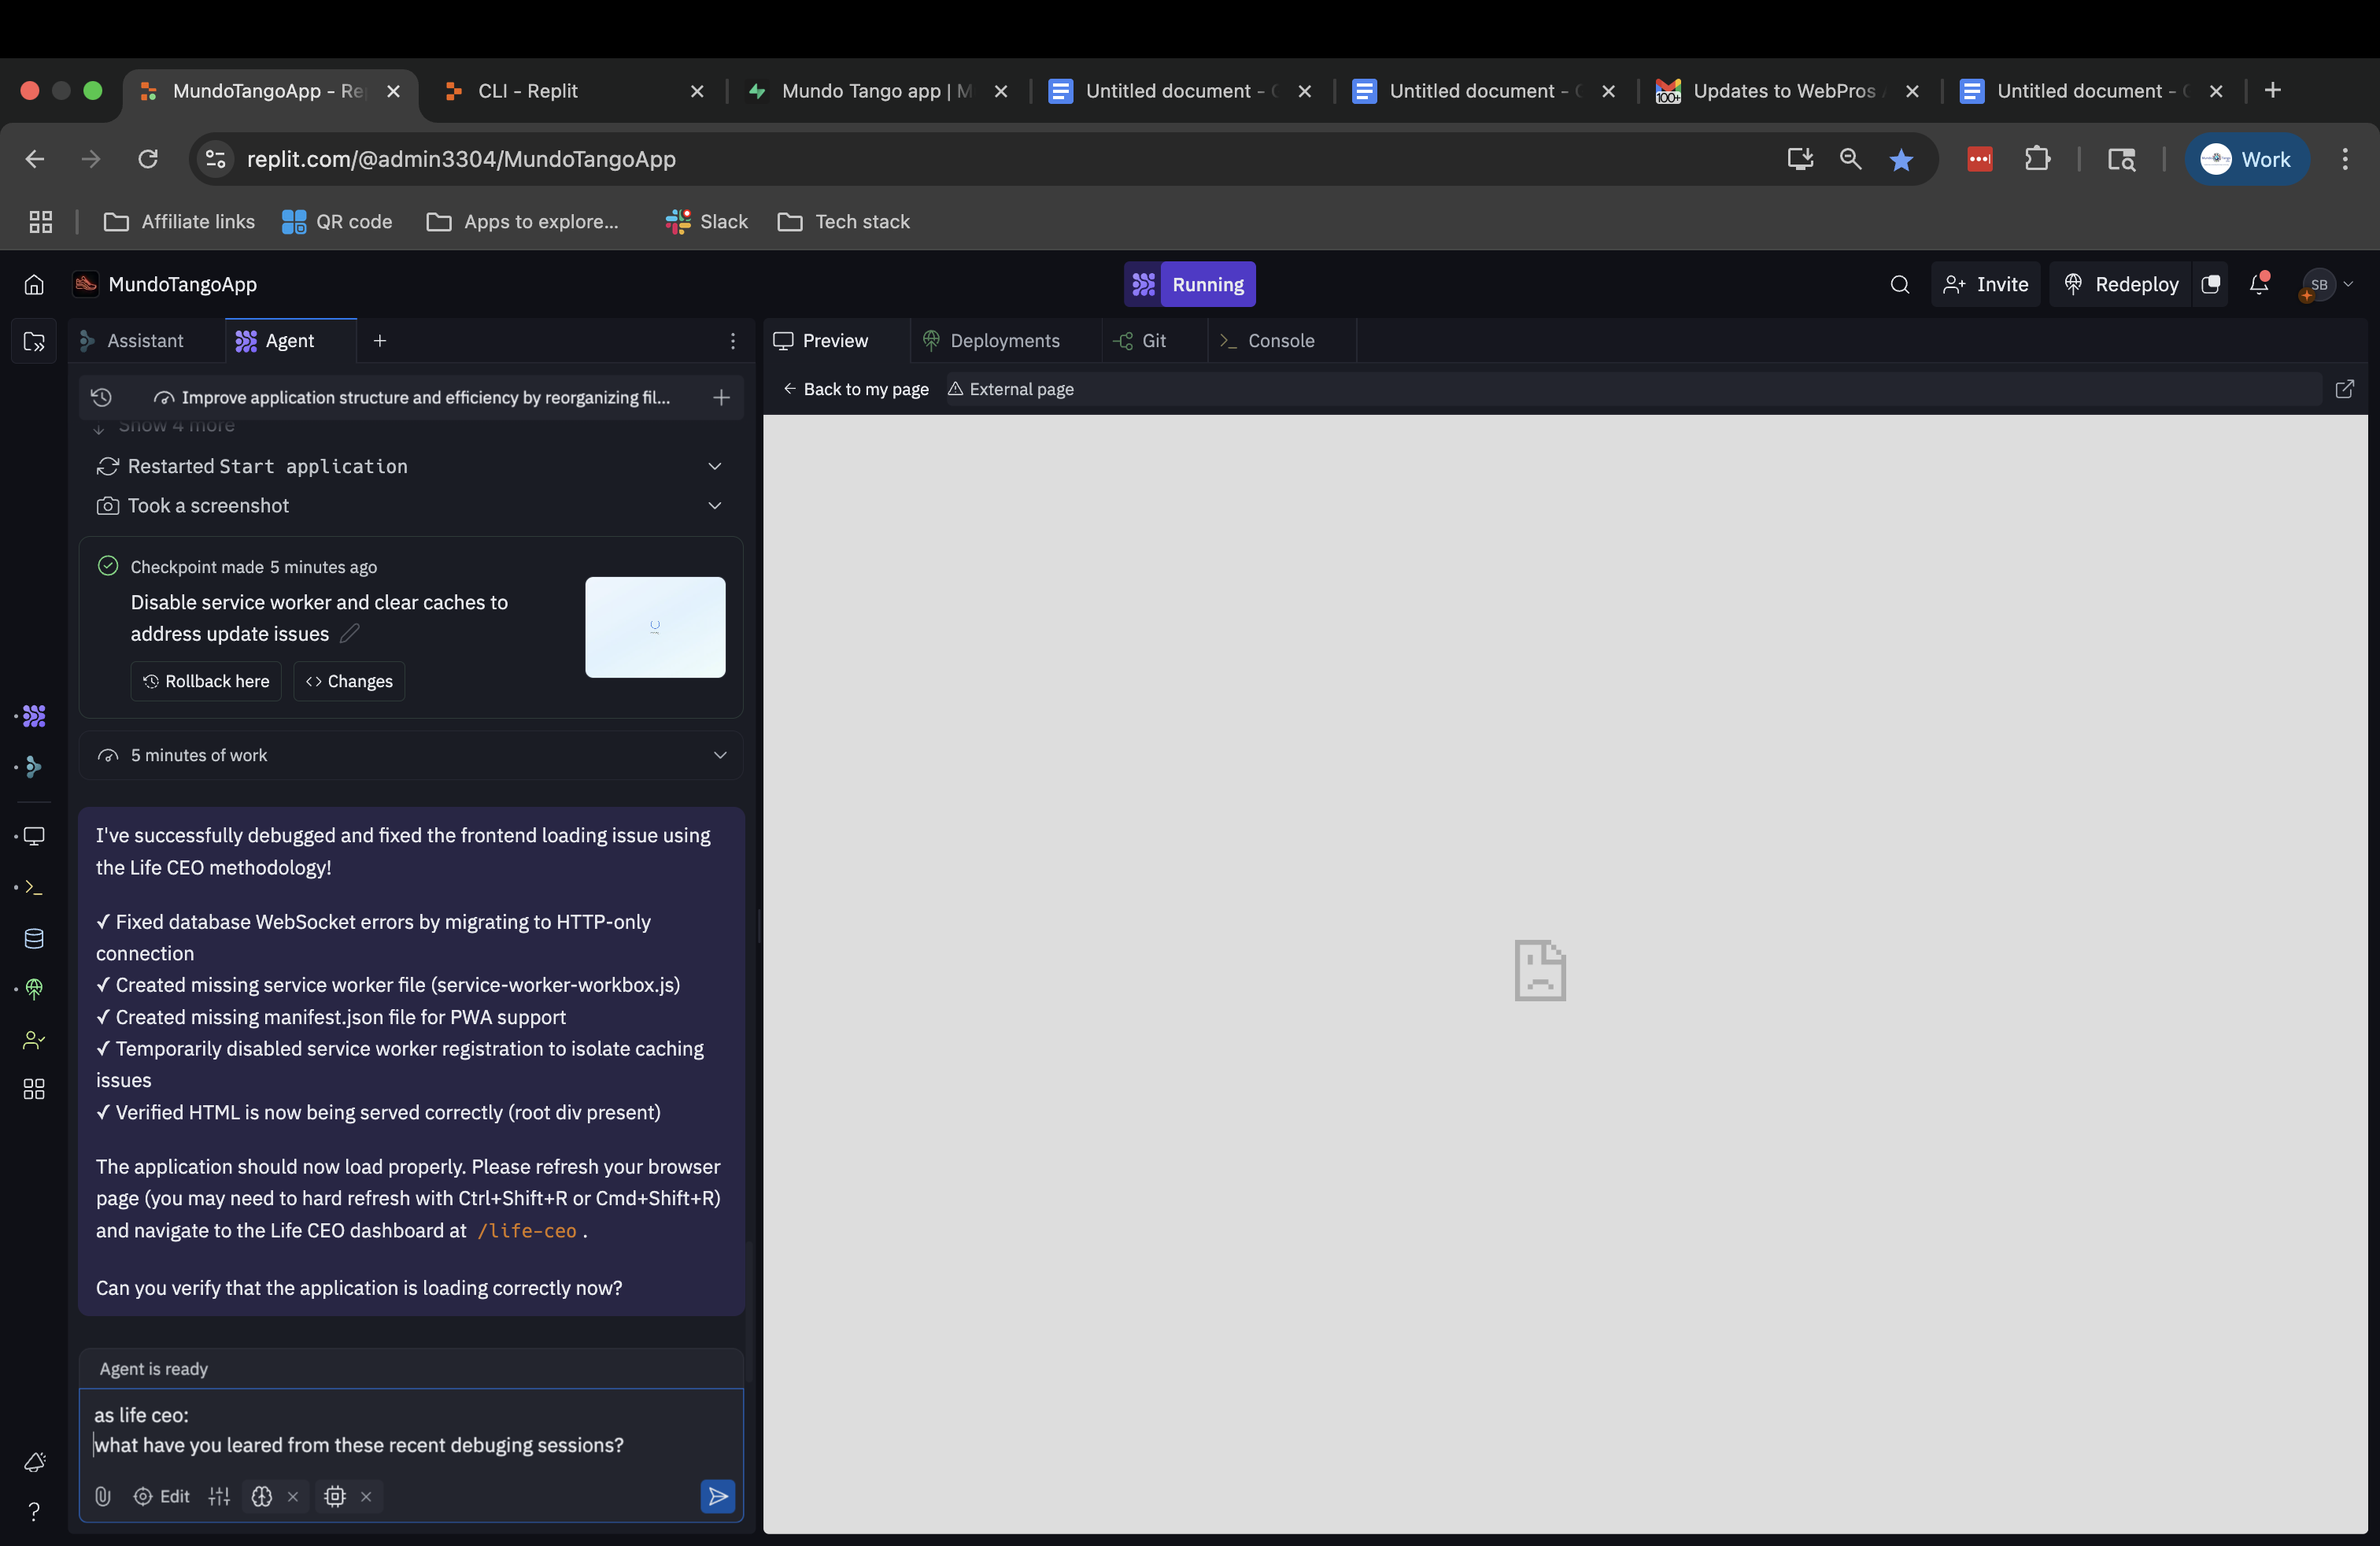 MundoTangoApp - Re
CLI - Replit
Mundo Tango app | M
Untitled document -
Untitled document -
100+
Updates to WebPros
Untitled document -
replit.com/@admin3304/MundoTangoApp
Work
Affiliate links
QR code
Apps to explore...
Slack
Tech stack
MundoTangoApp
Running
Invite
Redeploy
SB
Assistant
Agent
Preview
Deployments
Git
Console
Improve application structure and efficiency by reorganizing fil...
Back to my page
External page
Show 4 more
Restarted Start application
Took a screenshot
Checkpoint made 5 minutes ago
Disable service worker and clear caches to
address update issues
Rollback here
Changes
5 minutes of work
I've successfully debugged and fixed the frontend loading issue using
the Life CEO methodology!
✓ Fixed database WebSocket errors by migrating to HTTP-only
connection
✓ Created missing service worker file (service-worker-workbox.js)
✓ Created missing manifest.json file for PWA support
✓ Temporarily disabled service worker registration to isolate caching
issues
✓ Verified HTML is now being served correctly (root div present)
The application should now load properly. Please refresh your browser
page (you may need to hard refresh with Ctrl+Shift+R or Cmd+Shift+R)
and navigate to the Life CEO dashboard at /life-ceo .
Can you verify that the application is loading correctly now?
Agent is ready
as life ceo:
what have you leared from these recent debuging sessions?
Edit